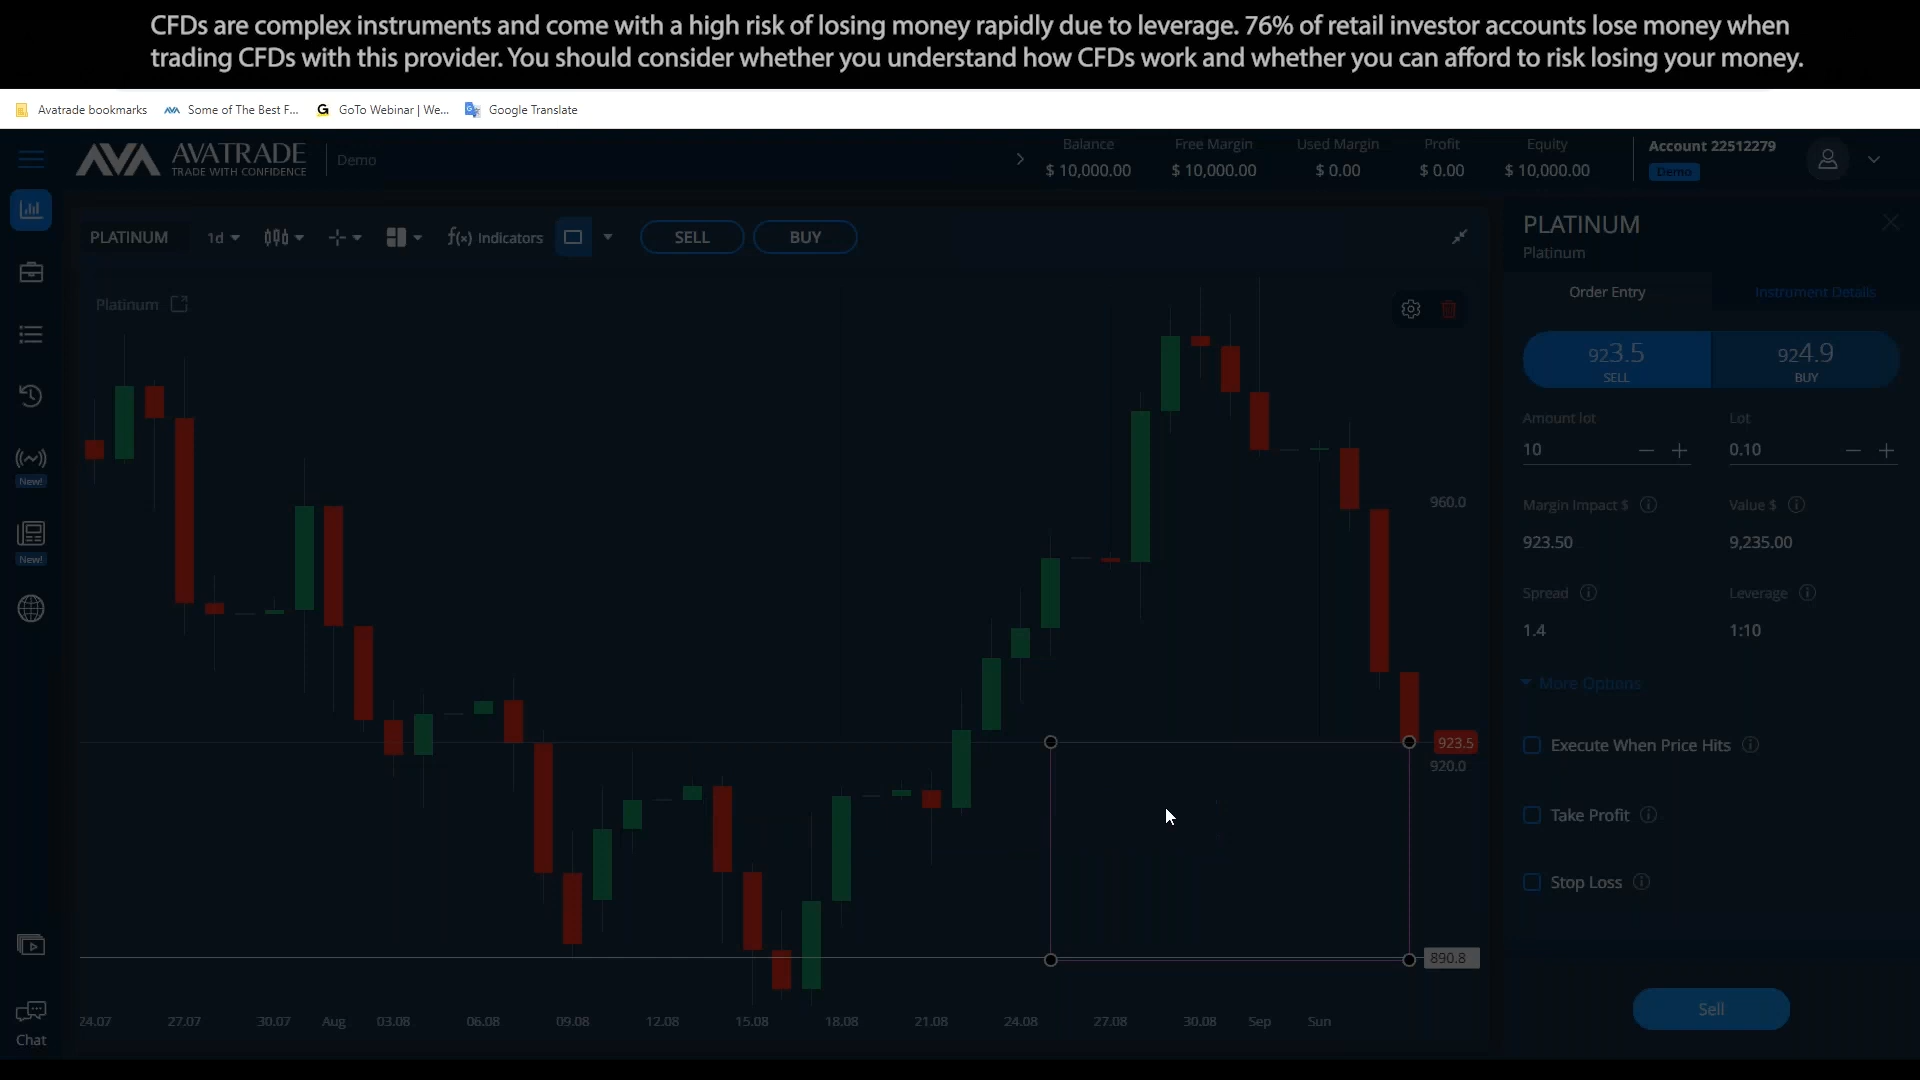 CFDs are complex instruments and come with a high risk of losing money rapidly due to leverage. 76% of retail investor accounts lose money when
trading CFDs with this provider. You should consider whether you understand how CFDs work and whether you can afford to risk losing your money.
Avatrade bookmarks Some of The Best F... GoTo Webinar | We... Google Translate
AVA AVATRADE
TRADE WITH CONFIDENCE
Demo
Balance Free Margin Used Margin Profit Equity
$ 10,000.00 $ 10,000.00 $ 0.00 $ 0.00 $ 10,000.00
Account 22512279
Demo
PLATINUM 1d f(x) Indicators SELL BUY
Platinum
PLATINUM
Platinum
Order Entry Instrument Details
923.5 924.9
SELL BUY
Amount lot Lot
10 0.10
Margin Impact $ Value $
923.50 9,235.00
Spread Leverage
1.4 1:10
More Options
Execute When Price Hits
Take Profit
Stop Loss
Sell
960.0
923.5
920.0
890.8
24.07 27.07 30.07 Aug 03.08 06.08 09.08 12.08 15.08 18.08 21.08 24.08 27.08 30.08 Sep Sun
New!
New!
Chat